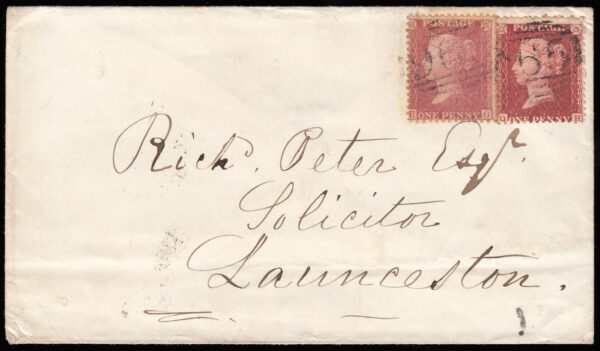 POSTAGE POSTAGE
ONE PENNY ONE PENNY
Richd. Peter Esqr.
Solicitor
Launceston.